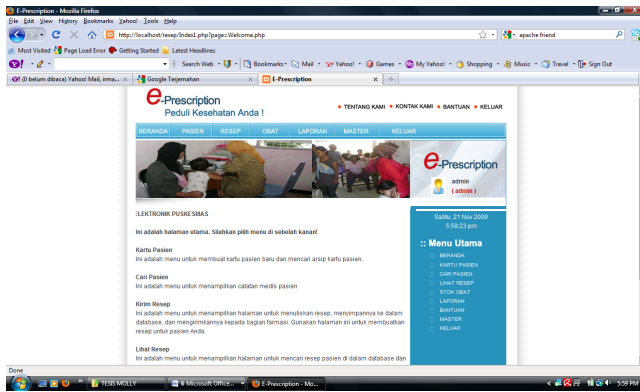 E-Prescription - Mozilla Firefox
File Edit View History Bookmarks Yahoo! Tools Help
http://localhost/resep/Index1.php?page=Welcome.php
apache friend
Most Visited Page Load Error Getting Started Latest Headlines
Search Web Bookmarks Mail Yahoo! Games My Yahoo! Shopping Music Travel Sign Out
(0 belum dibaca) Yahoo! Mail, irma... Google Terjemahan E-Prescription
e-Prescription
Peduli Kesehatan Anda !
TENTANG KAMI KONTAK KAMI BANTUAN KELUAR
BERANDA PASIEN RESEP OBAT LAPORAN MASTER KELUAR
e-Prescription
admin
( admin )
ELEKTRONIK PUSKESMAS
Ini adalah halaman utama. Silahkan pilih menu di sebelah kanan!
Kartu Pasien
Ini adalah menu untuk membuat kartu pasien baru dan mencari arsip kartu pasien.
Cari Pasien
Ini adalah menu untuk menampilkan catatan medis pasien
Kirim Resep
Ini adalah menu untuk menampilkan halaman untuk menuliskan resep, menyimpannya ke dalam
database, dan mengirimkannya kepada bagian farmasi. Gunakan halaman ini untuk membuatkan
resep untuk pasien Anda.
Lihat Resep
Ini adalah menu untuk menampilkan halaman untuk mencari resep pasien di dalam database dan
Sabtu, 21 Nov 2009
5:59:23 pm
:: Menu Utama
:: BERANDA
:: KARTU PASIEN
:: CARI PASIEN
:: LIHAT RESEP
:: STOK OBAT
:: LAPORAN
:: BANTUAN
:: MASTER
:: KELUAR
Done
TESIS MOLLY 6 Microsoft Office... E-Prescription - Mo... 5:59 PM